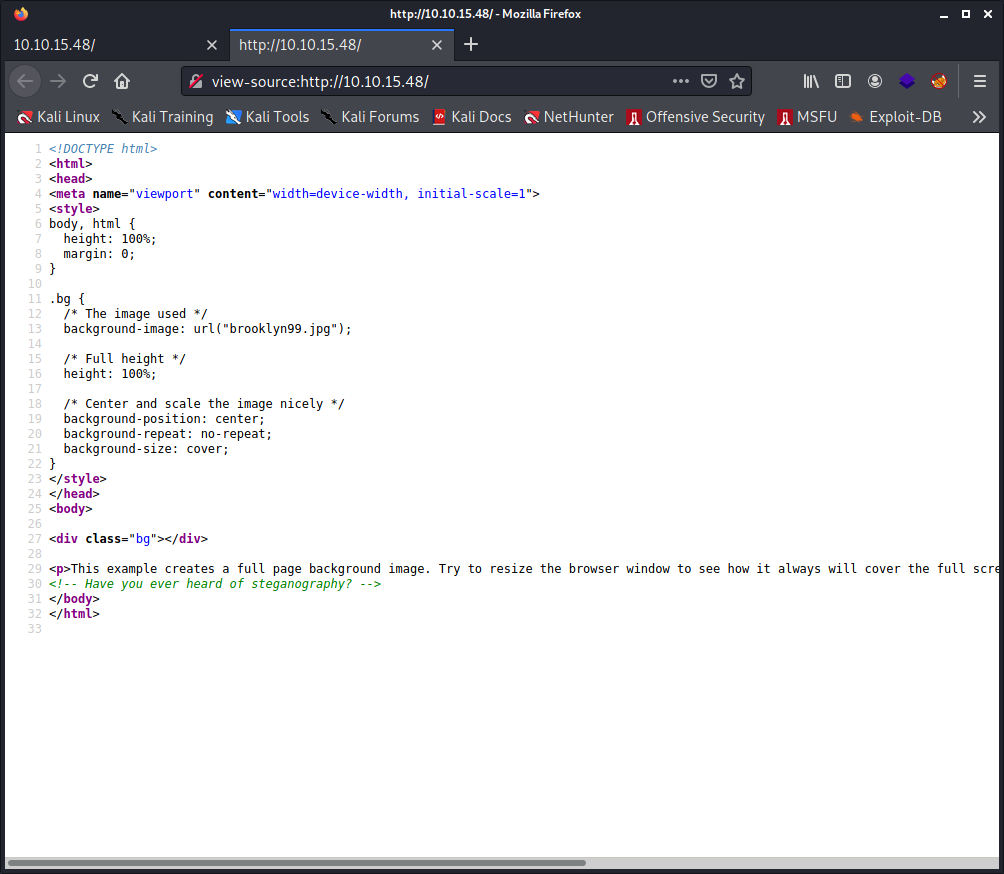 http://10.10.15.48/ - Mozilla Firefox
10.10.15.48/
http://10.10.15.48/
view-source:http://10.10.15.48/
Kali Linux Kali Training Kali Tools Kali Forums Kali Docs NetHunter Offensive Security MSFU Exploit-DB
1 <!DOCTYPE html>
2 <html>
3 <head>
4 <meta name="viewport" content="width=device-width, initial-scale=1">
5 <style>
6 body, html {
7   height: 100%;
8   margin: 0;
9 }
10
11 .bg {
12   /* The image used */
13   background-image: url("brooklyn99.jpg");
14
15   /* Full height */
16   height: 100%;
17
18   /* Center and scale the image nicely */
19   background-position: center;
20   background-repeat: no-repeat;
21   background-size: cover;
22 }
23 </style>
24 </head>
25 <body>
26
27 <div class="bg"></div>
28
29 <p>This example creates a full page background image. Try to resize the browser window to see how it always will cover the full scre
30 <!-- Have you ever heard of steganography? -->
31 </body>
32 </html>
33